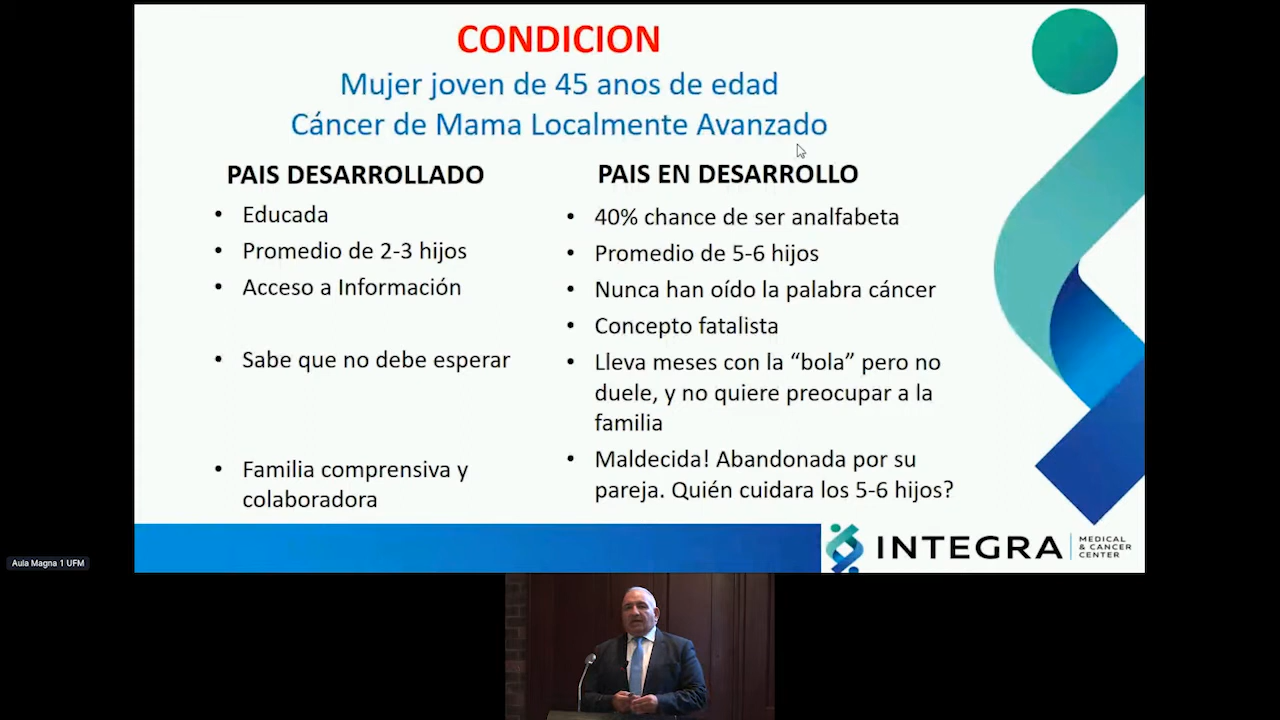 CONDICION
Mujer joven de 45 anos de edad
Cáncer de Mama Localmente Avanzado
PAIS DESARROLLADO
• Educada
• Promedio de 2-3 hijos
• Acceso a Información
• Sabe que no debe esperar
• Familia comprensiva y
colaboradora
PAIS EN DESARROLLO
• 40% chance de ser analfabeta
• Promedio de 5-6 hijos
• Nunca han oído la palabra cáncer
• Concepto fatalista
• Lleva meses con la “bola” pero no
duele, y no quiere preocupar a la
familia
• Maldecida! Abandonada por su
pareja. Quién cuidara los 5-6 hijos?
INTEGRA
MEDICAL
& CANCER
CENTER
Aula Magna 1 UFM